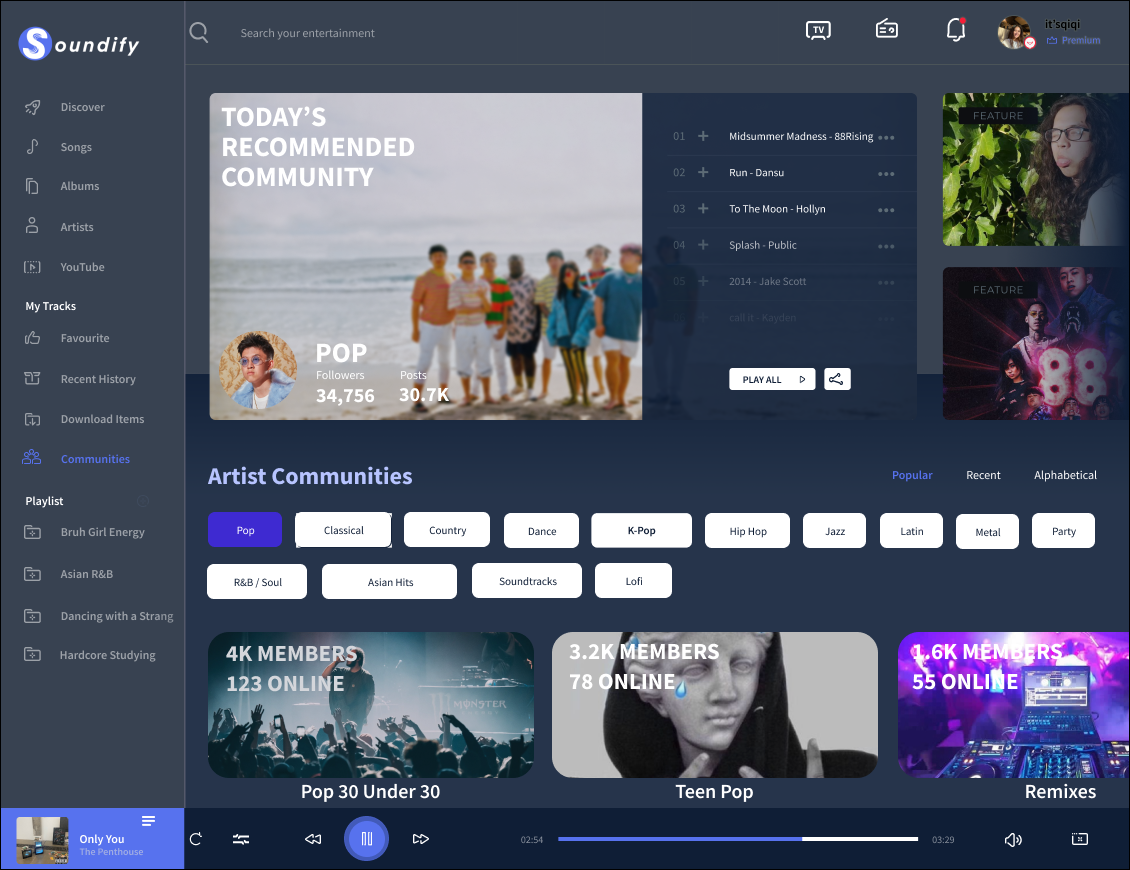 Soundify
Search your entertainment
TV
it'sqiqi
Premium
Discover
Songs
Albums
Artists
YouTube
My Tracks
Favourite
Recent History
Download Items
Communities
Playlist
Bruh Girl Energy
Asian R&B
Dancing with a Strang
Hardcore Studying
TODAY'S
RECOMMENDED
COMMUNITY
POP
Followers Posts
34,756 30.7K
01 + Midsummer Madness - 88Rising
02 + Run - Dansu
03 + To The Moon - Hollyn
04 + Splash - Public
05 + 2014 - Jake Scott
call it - Kayden
PLAY ALL
FEATURE
FEATURE
88
Artist Communities
Popular Recent Alphabetical
Pop Classical Country Dance K-Pop Hip Hop Jazz Latin Metal Party
R&B / Soul Asian Hits Soundtracks Lofi
4K MEMBERS
123 ONLINE
MONSTER
Pop 30 Under 30
3.2K MEMBERS
78 ONLINE
Teen Pop
1.6K MEMBERS
55 ONLINE
Remixes
Only You
The Penthouse
02:54 03:29